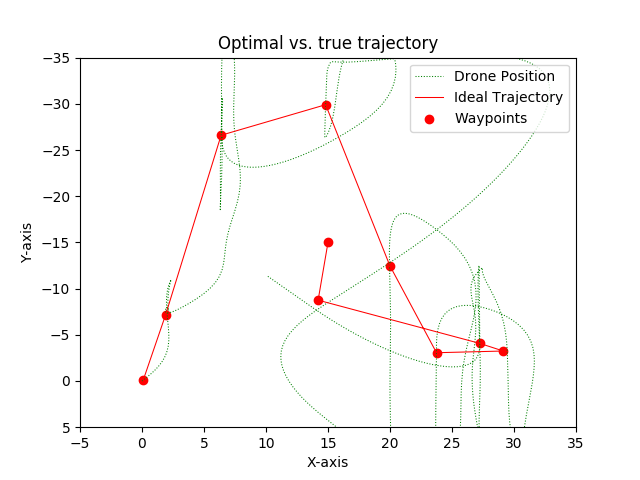 Optimal vs. true trajectory
Drone Position
Ideal Trajectory
Waypoints
Y-axis
−35
−30
−25
−20
−15
−10
−5
0
5
−5 0 5 10 15 20 25 30 35
X-axis